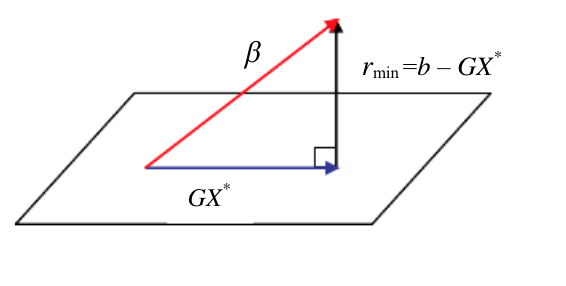 β
r_min=b – GX*
GX*